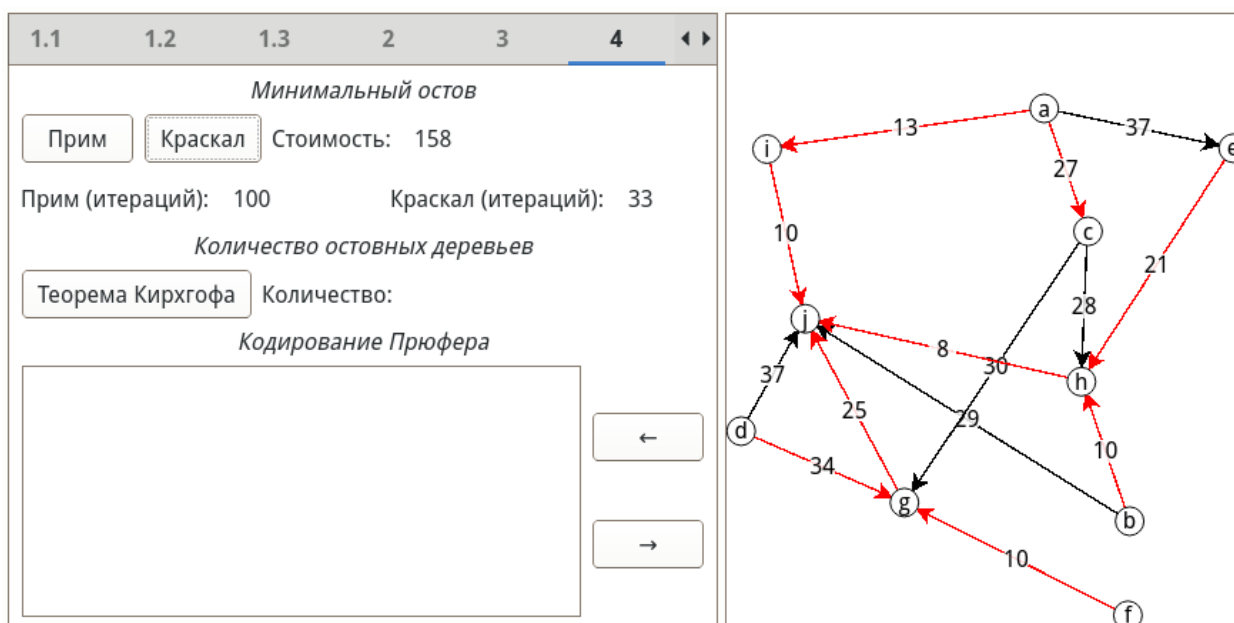 1.1 1.2 1.3 2 3 4
Минимальный остов
Прим Краскал Стоимость: 158
Прим (итераций): 100 Краскал (итераций): 33
Количество остовных деревьев
Теорема Кирхгофа Количество:
Кодирование Прюфера
←
→
a
13
37
i
e
27
c
10
21
28
j
8
30
h
37
25
29
d
10
34
g
b
10
f